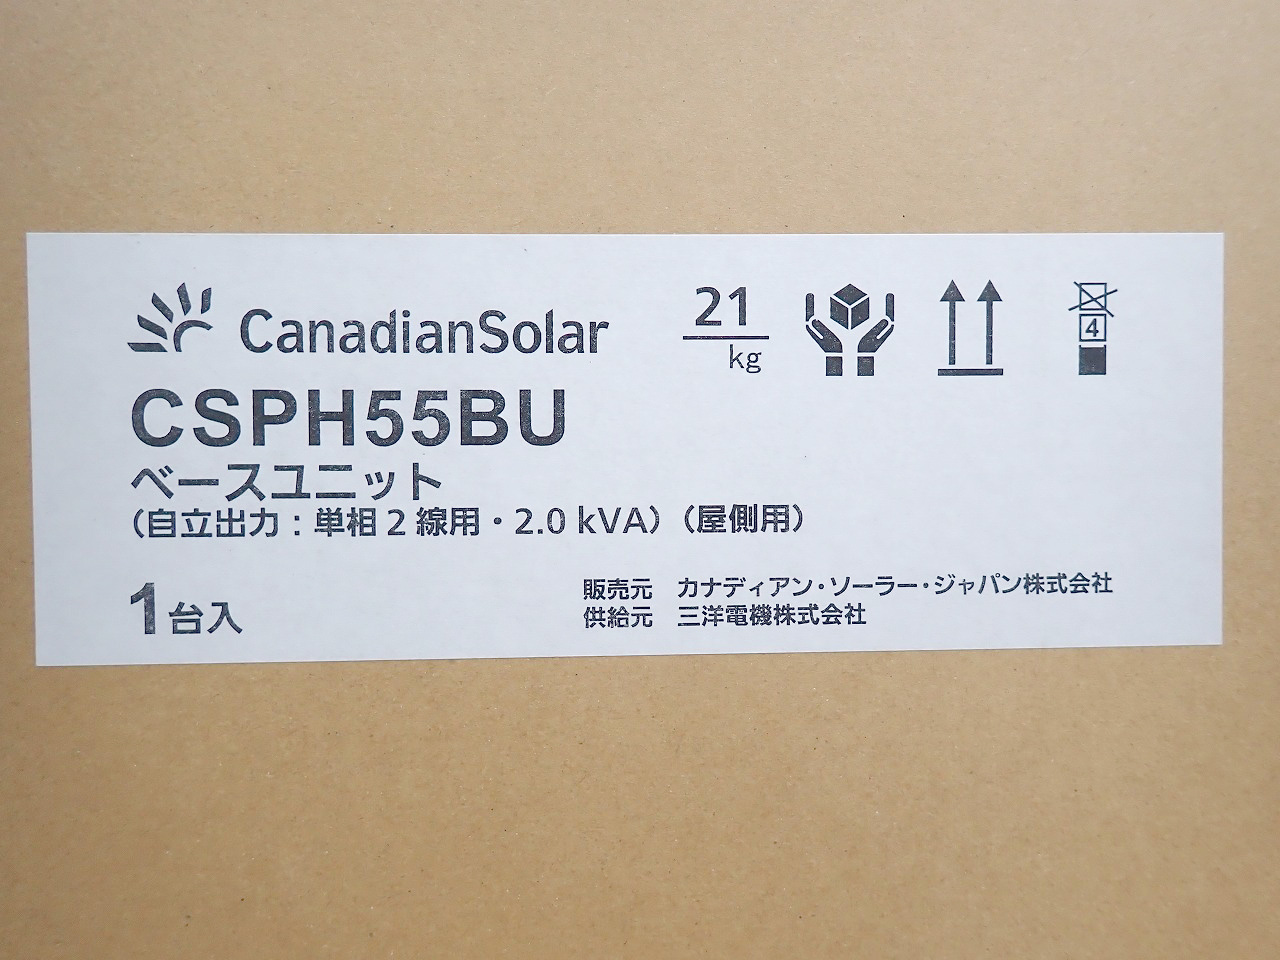 CanadianSolar
21
kg
4
CSPH55BU
ベースユニット
（自立出力：単相2線用・2.0kVA）（屋側用）
1台入
販売元 カナディアン・ソーラー・ジャパン株式会社
供給元 三洋電機株式会社